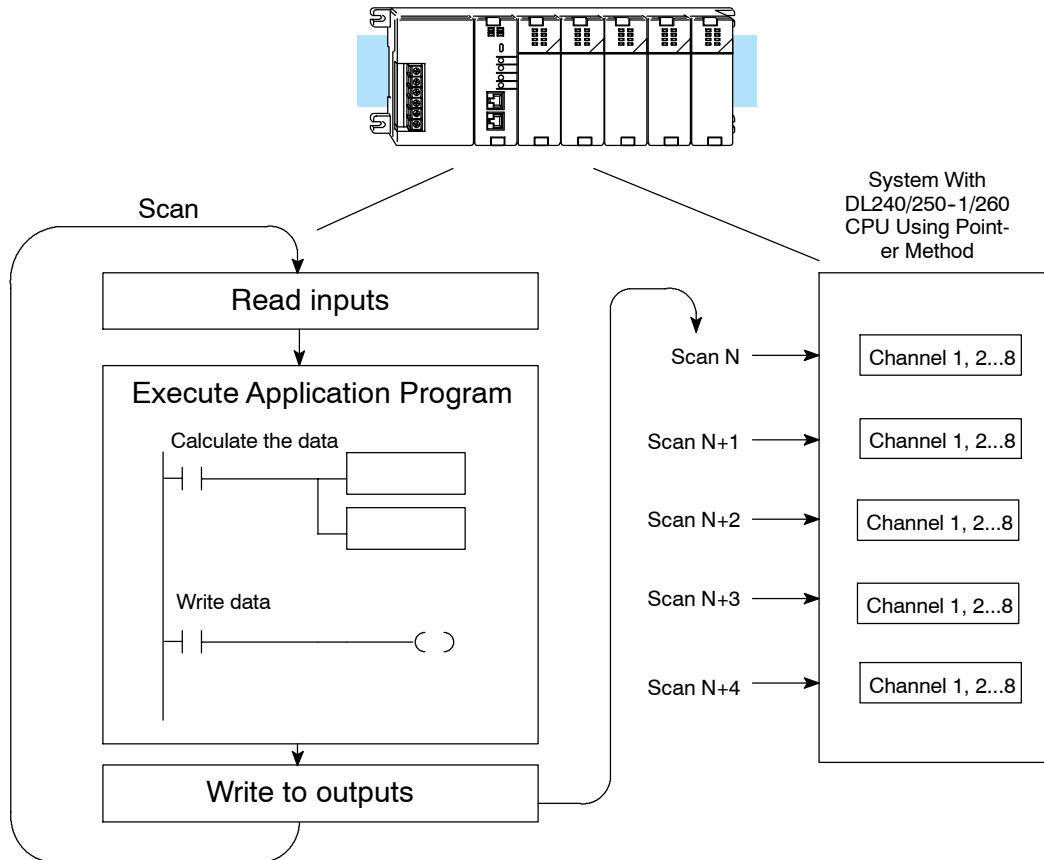 System With
DL240/250-1/260
CPU Using Point-
er Method
Scan
Read inputs
Execute Application Program
Calculate the data
Write data
Write to outputs
Scan N
Channel 1, 2...8
Scan N+1
Channel 1, 2...8
Scan N+2
Channel 1, 2...8
Scan N+3
Channel 1, 2...8
Scan N+4
Channel 1, 2...8